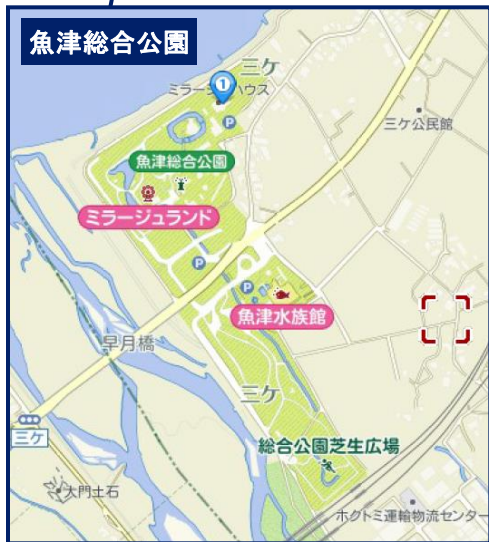 魚津総合公園
三ケ
1
ミラージュハウス
P
三ケ公民館
魚津総合公園
ミラージュランド
P
P
魚津水族館
早月橋
三ケ
三ケ
総合公園芝生広場
大門土石
ホクトミ運輸物流センター